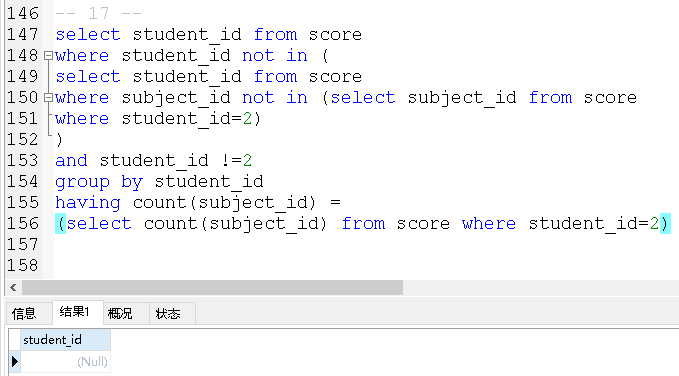 146 -- 17 --
147 select student_id from score
148 where student_id not in (
149 select student_id from score
150 where subject_id not in (select subject_id from score
151 where student_id=2)
152 )
153 and student_id !=2
154 group by student_id
155 having count(subject_id) =
156 (select count(subject_id) from score where student_id=2)
157
158
信息 结果1 概况 状态
student_id
(Null)